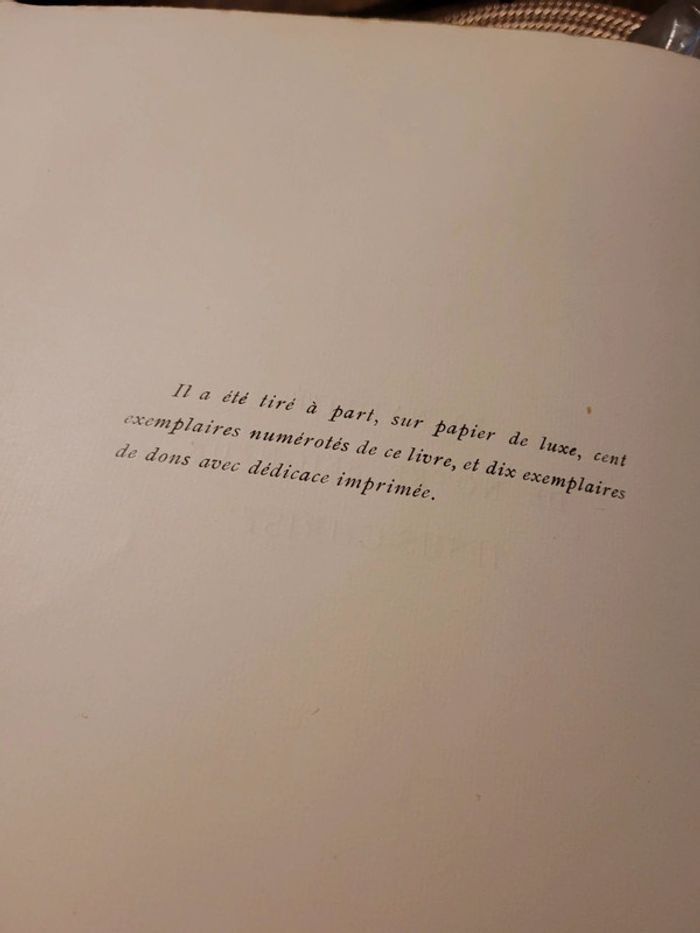 Il a été tiré à part, sur papier de luxe, cent
exemplaires numérotés de ce livre, et dix exemplaires
de dons avec dédicace imprimée.